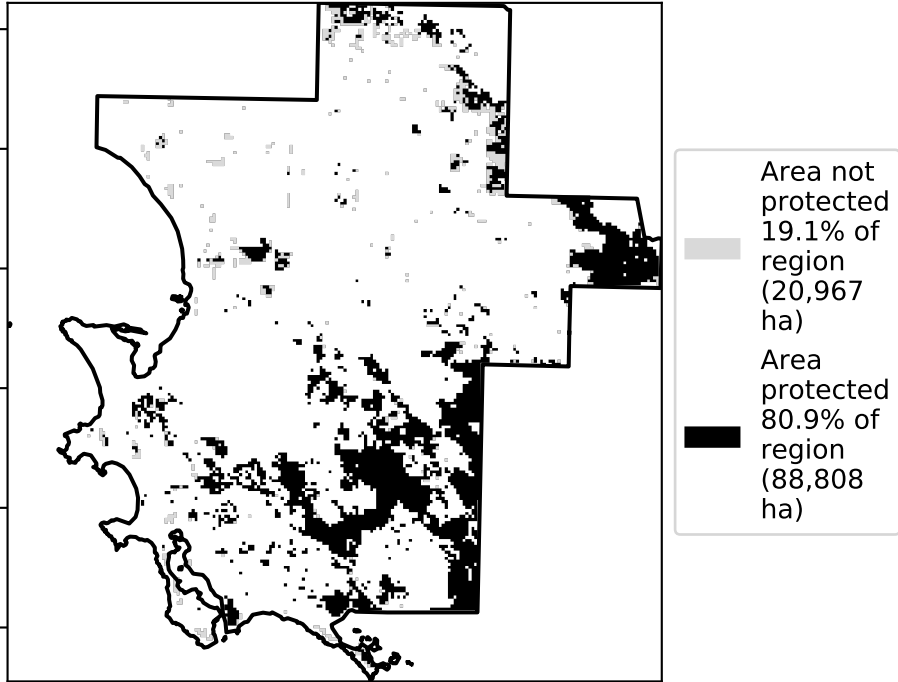 Area not
protected
19.1% of
region
(20,967
ha)
Area
protected
80.9% of
region
(88,808
ha)